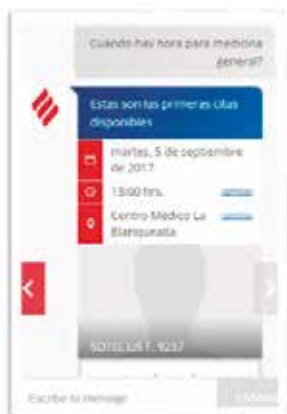 Cuándo hay hora para medicina
general?
Estas son las primeras citas
disponibles
martes, 5 de septiembre
de 2017
13:00 hrs.
Centro Médico La
Blanqueada
Escribe tu mensaje